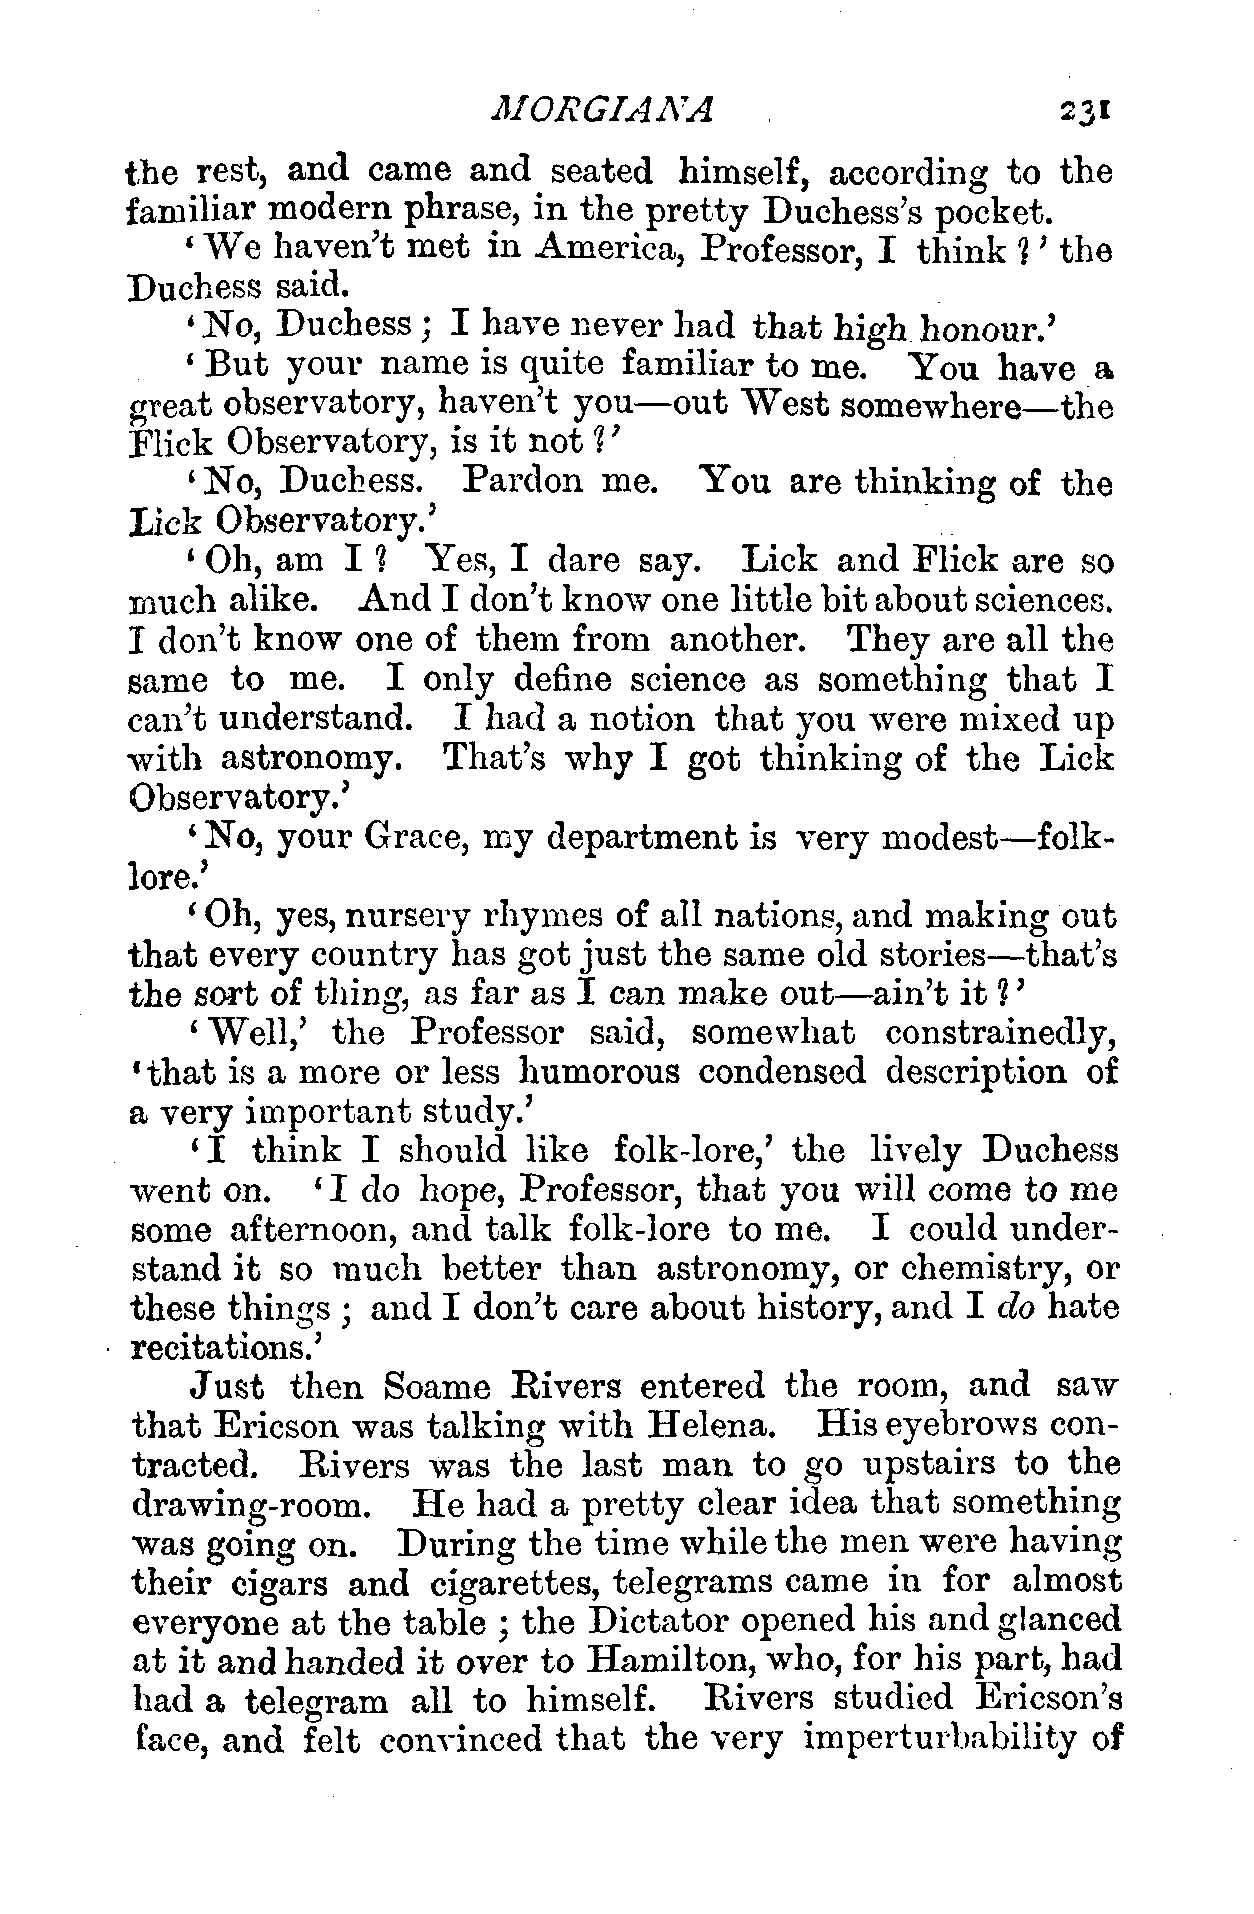 MORGIANA 231
the rest, and came and seated himself, according to the
familiar modern phrase, in the pretty Duchess's pocket.
‘We haven't met in America, Professor, I think?’ the
Duchess said.
‘No, Duchess; I have never had that high honour.’
‘But your name is quite familiar to me. You have a
great observatory, haven't you—out West somewhere—the
Flick Observatory, is it not?’
‘No, Duchess. Pardon me. You are thinking of the
Lick Observatory.’
‘Oh, am I? Yes, I dare say. Lick and Flick are so
much alike. And I don't know one little bit about sciences.
I don't know one of them from another. They are all the
same to me. I only define science as something that I
can't understand. I had a notion that you were mixed up
with astronomy. That's why I got thinking of the Lick
Observatory.’
‘No, your Grace, my department is very modest—folk-
lore.’
‘Oh, yes, nursery rhymes of all nations, and making out
that every country has got just the same old stories—that's
the sort of thing, as far as I can make out—ain't it?’
‘Well,’ the Professor said, somewhat constrainedly,
‘that is a more or less humorous condensed description of
a very important study.’
‘I think I should like folk-lore,’ the lively Duchess
went on. ‘I do hope, Professor, that you will come to me
some afternoon, and talk folk-lore to me. I could under-
stand it so much better than astronomy, or chemistry, or
these things; and I don't care about history, and I do hate
recitations.’
Just then Soame Rivers entered the room, and saw
that Ericson was talking with Helena. His eyebrows con-
tracted. Rivers was the last man to go upstairs to the
drawing-room. He had a pretty clear idea that something
was going on. During the time while the men were having
their cigars and cigarettes, telegrams came in for almost
everyone at the table; the Dictator opened his and glanced
at it and handed it over to Hamilton, who, for his part, had
had a telegram all to himself. Rivers studied Ericson's
face, and felt convinced that the very imperturbability of